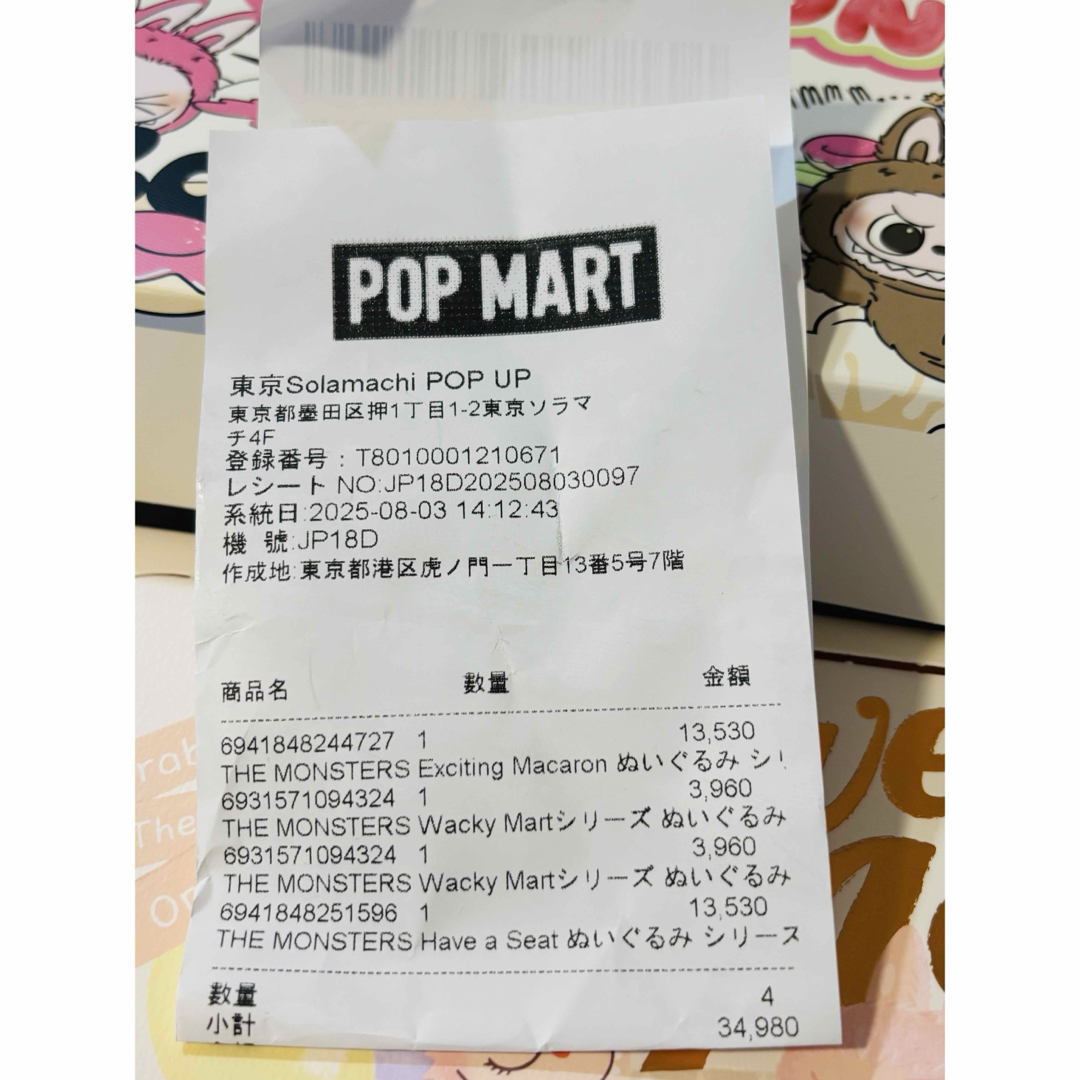 POP MART
東京Solamachi POP UP
東京都墨田区押1丁目1-2東京ソラマ
チ4F
登録番号：T8010001210671
レシート NO:JP18D202508030097
系統日:2025-08-03 14:12:43
機 號:JP18D
作成地:東京都港区虎ノ門一丁目13番5号7階
商品名 数量 金額
6941848244727 1 13,530
THE MONSTERS Exciting Macaron ぬいぐるみ シリ
6931571094324 1 3,960
THE MONSTERS Wacky Martシリーズ ぬいぐるみ
6931571094324 1 3,960
THE MONSTERS Wacky Martシリーズ ぬいぐるみ
6941848251596 1 13,530
THE MONSTERS Have a Seat ぬいぐるみ シリーズ
数量 4
小計 34,980
The